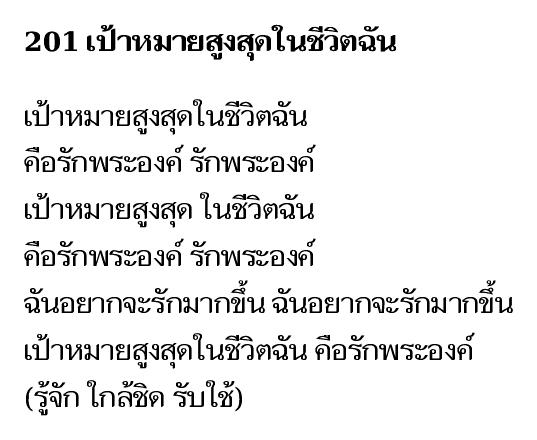 201 เป้าหมายสูงสุดในชีวิตฉัน
เป้าหมายสูงสุดในชีวิตฉัน
คือรักพระองค์ รักพระองค์
เป้าหมายสูงสุด ในชีวิตฉัน
คือรักพระองค์ รักพระองค์
ฉันอยากจะรักมากขึ้น ฉันอยากจะรักมากขึ้น
เป้าหมายสูงสุดในชีวิตฉัน คือรักพระองค์
(รู้จัก ใกล้ชิด รับใช้)